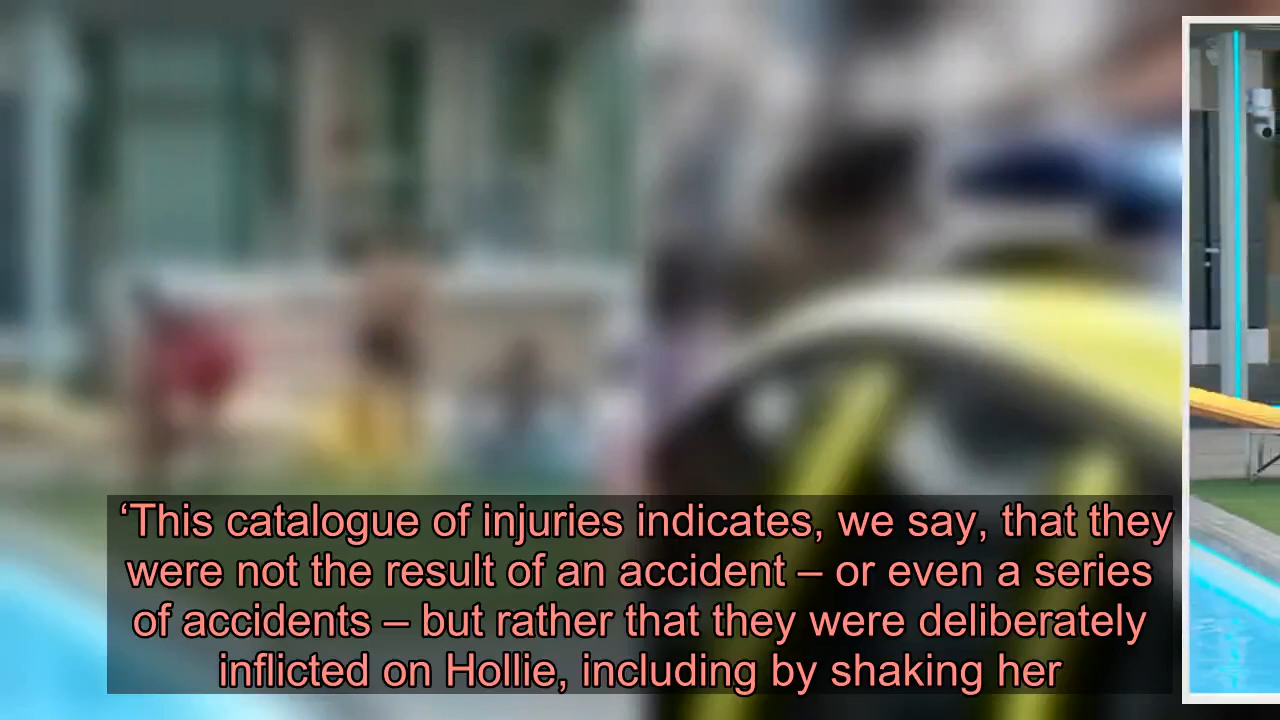 ‘This catalogue of injuries indicates, we say, that they
were not the result of an accident – or even a series
of accidents – but rather that they were deliberately
inflicted on Hollie, including by shaking her